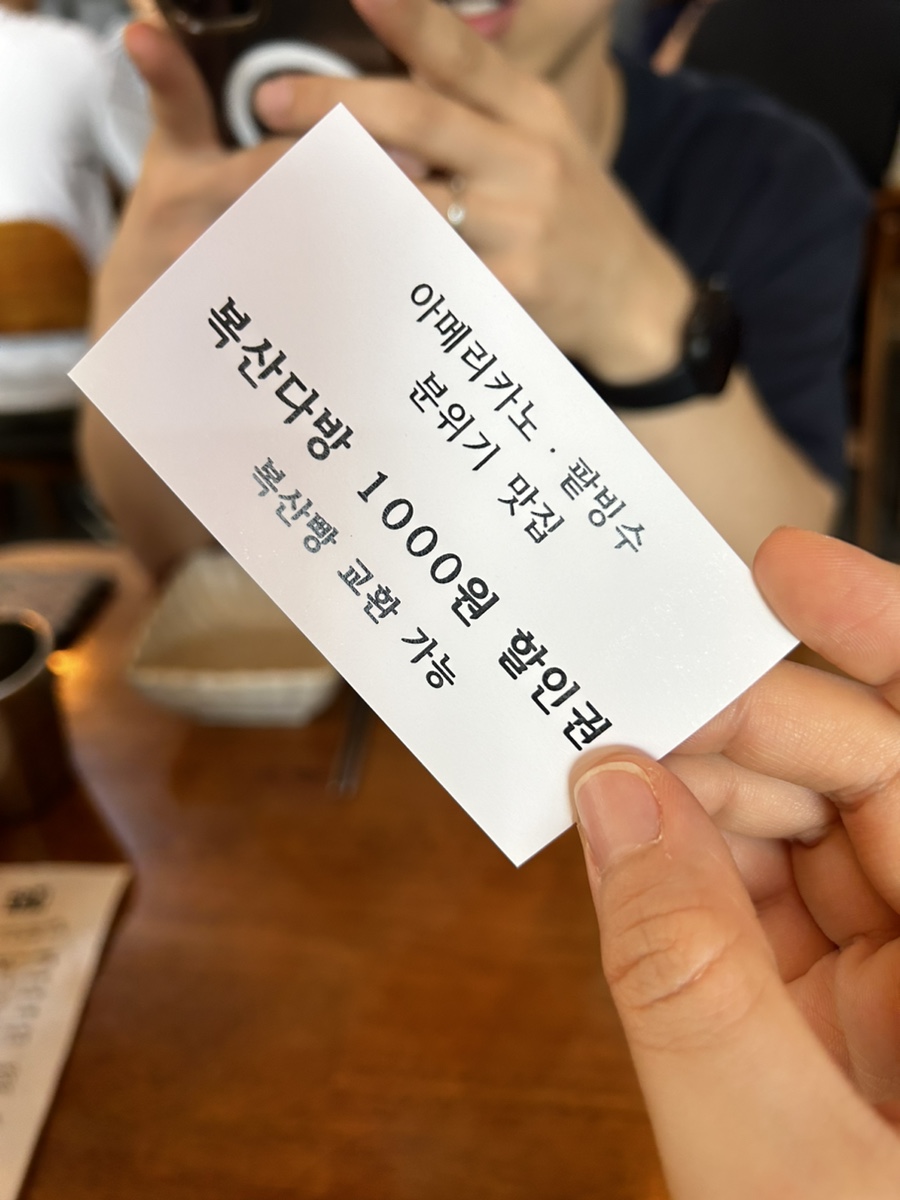 아메리카노 · 팥빙수
분위기 맛집
복산다방 1000원 할인권
복산빵 교환 가능